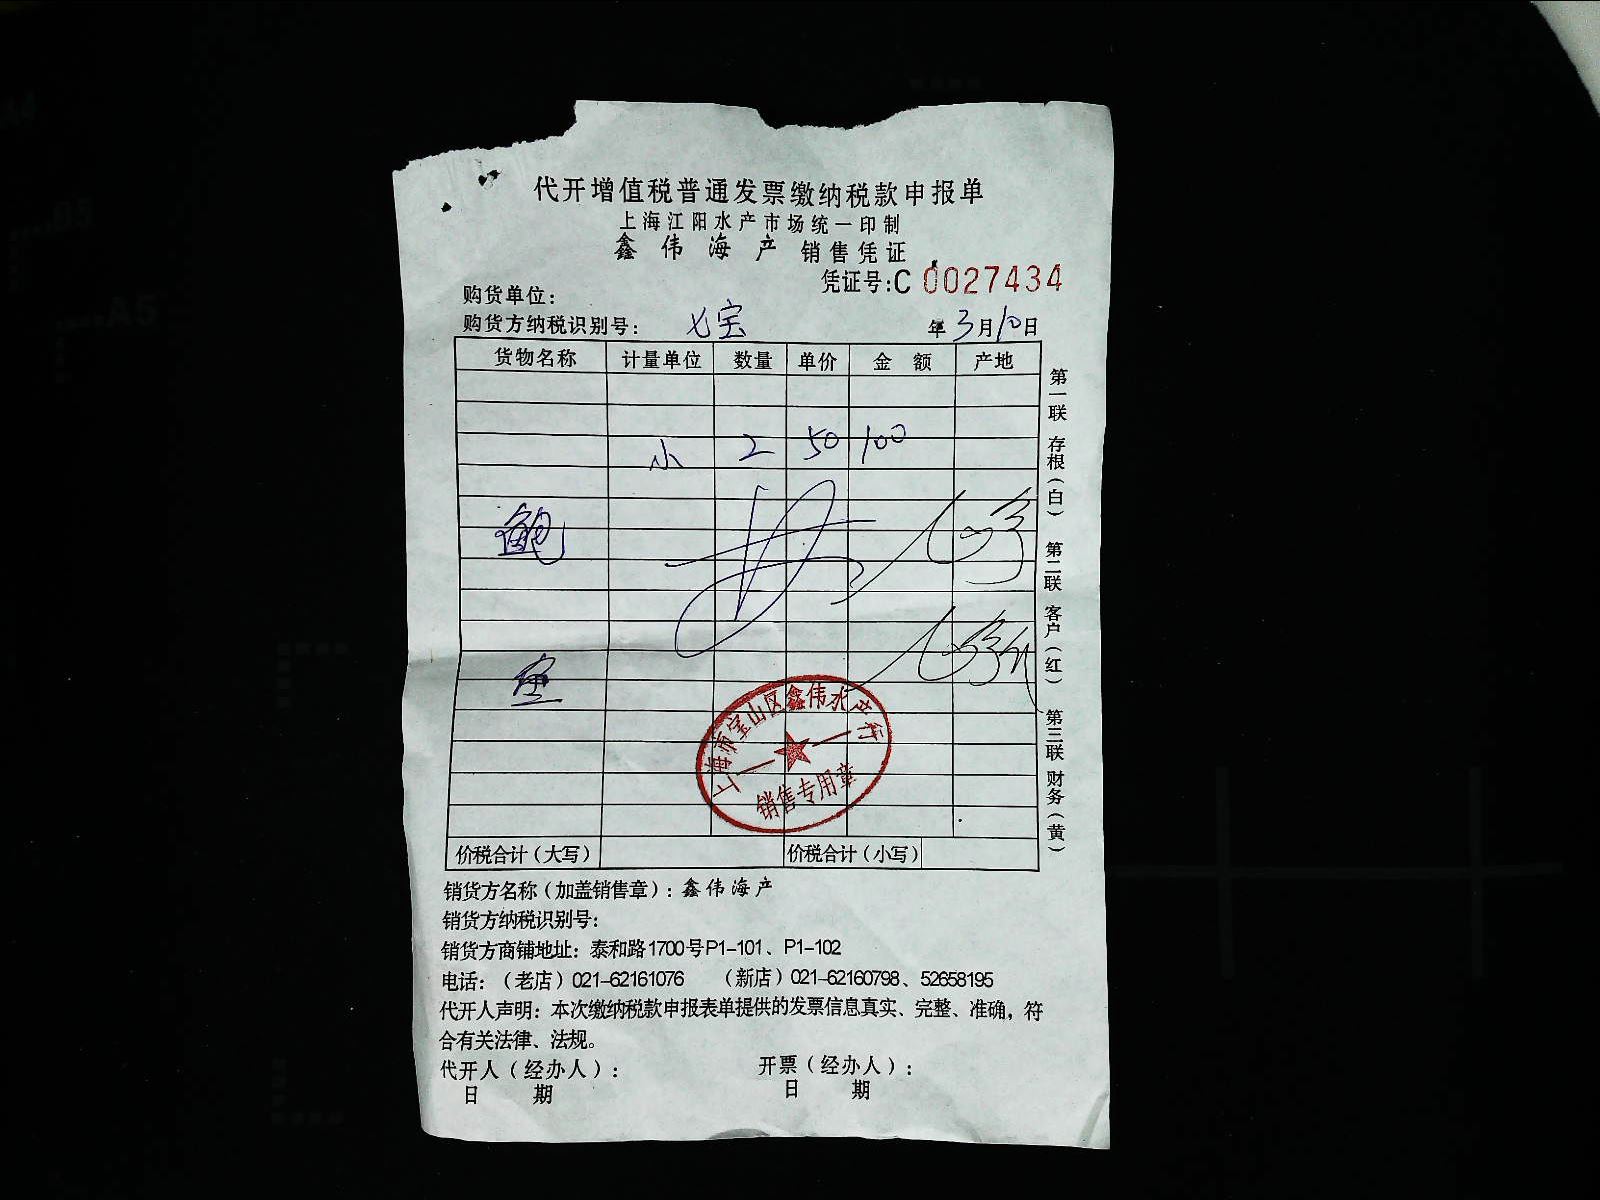 代开增值税普通发票缴纳税款申报单
上海江阳水产市场统一印制
鑫伟海产 销售凭证
凭证号:C 0027434
购货单位:
购货方纳税识别号: 七宝 年3月10日
货物名称 计量单位 数量 单价 金额 产地
小 2 50 100
鲍
上海市宝山区鑫伟水产行
销售专用章
价税合计(大写) 价税合计(小写)
第一联 存根(白) 第二联 客户(红) 第三联 财务(黄)
销货方名称(加盖销售章):鑫伟海产
销货方纳税识别号:
销货方商铺地址:泰和路1700号P1-101、P1-102
电话:(老店)021-62161076 (新店)021-62160798、52658195
代开人声明:本次缴纳税款申报表单提供的发票信息真实、完整、准确,符
合有关法律、法规。
代开人(经办人): 开票(经办人):
日 期 日 期